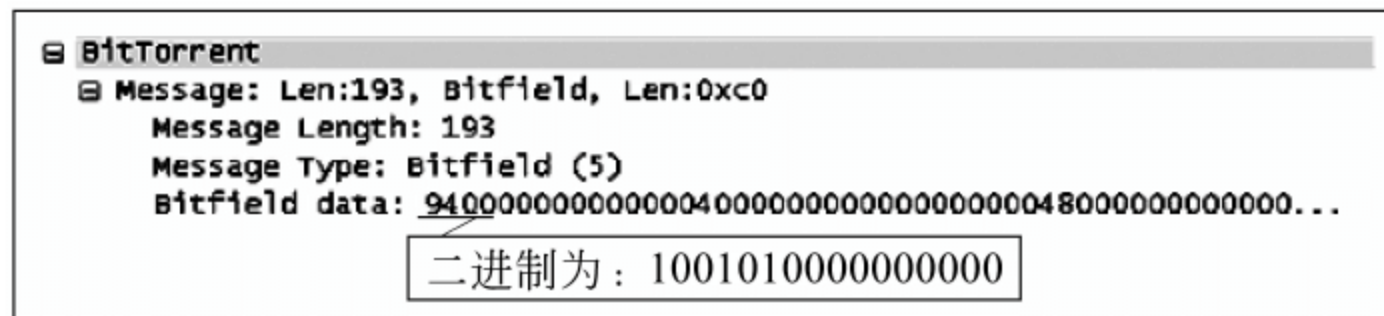 BitTorrent
Message: Len:193, Bitfield, Len:0xc0
Message Length: 193
Message Type: Bitfield (5)
Bitfield data: 9400000000000000400000000000000000048000000000000...
二进制为：1001010000000000